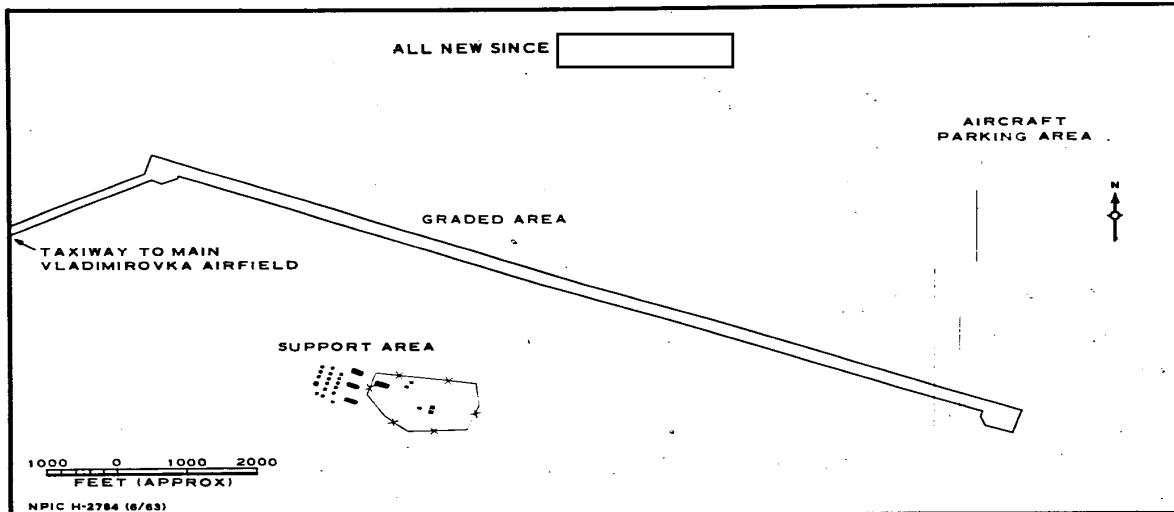 ALL NEW SINCE
AIRCRAFT
PARKING AREA
N
GRADED AREA
TAXIWAY TO MAIN
VLADIMIROVKA AIRFIELD
SUPPORT AREA
1000 0 1000 2000
FEET (APPROX)
NPIC H-2784 (6/63)